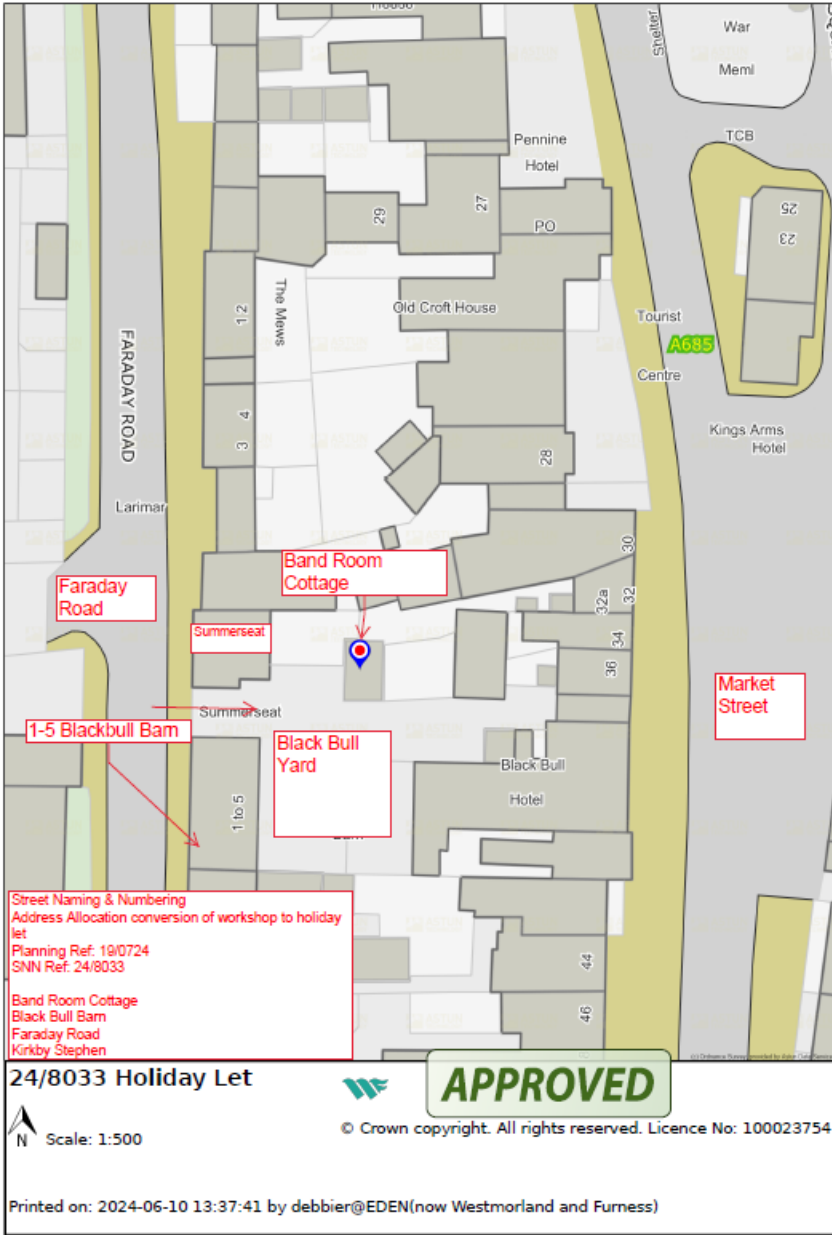 House
Shelter
War
Meml
TCB
Pennine
Hotel
PO
29
27
25
23
The Mews
Old Croft House
1 2
Tourist
Centre
A685
FARADAY ROAD
4
3
28
Kings Arms
Hotel
Larimar
Band Room
Cottage
30
Faraday
Road
32a
32
Summerseat
34
36
Market
Street
Summerseat
1-5 Blackbull Barn
Black Bull
Yard
Black Bull
Hotel
1 to 5
Street Naming & Numbering
Address Allocation conversion of workshop to holiday
let
Planning Ref: 19/0724
SNN Ref: 24/8033
Band Room Cottage
Black Bull Barn
Faraday Road
Kirkby Stephen
44
46
24/8033 Holiday Let
APPROVED
N
Scale: 1:500
© Crown copyright. All rights reserved. Licence No: 100023754
Printed on: 2024-06-10 13:37:41 by debbier@EDEN(now Westmorland and Furness)